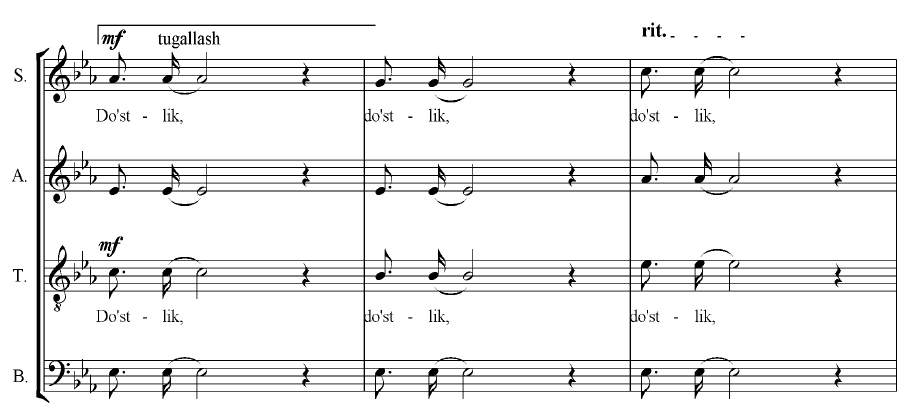 mf tugallash rit. - - - -
S.
Do'st - lik, do'st - lik, do'st - lik,
A.
mf
T.
8
Do'st - lik, do'st - lik, do'st - lik,
B.